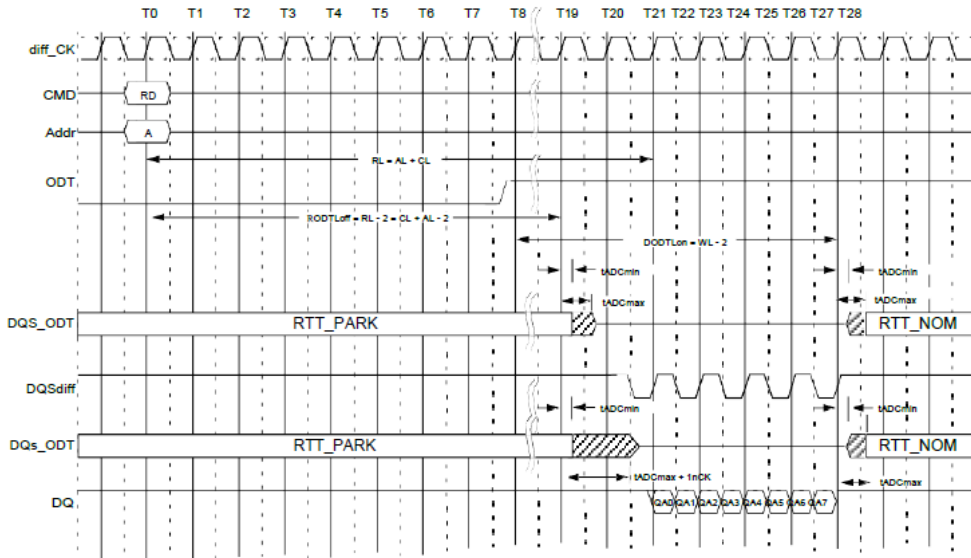 T0 T1 T2 T3 T4 T5 T6 T7 T8 T19 T20 T21 T22 T23 T24 T25 T26 T27 T28
diff_CK
CMD RD
Addr A
RL = AL + CL
ODT
RODTLoff = RL - 2 = CL + AL - 2
DODTLon = WL - 2
tADCmin tADCmin
tADCmax tADCmax
DQS_ODT RTT_PARK RTT_NOM
DQSdiff
tADCmin tADCmin
DQs_ODT RTT_PARK RTT_NOM
tADCmax + 1nCK tADCmax
DQ QA0 QA1 QA2 QA3 QA4 QA5 QA6 QA7